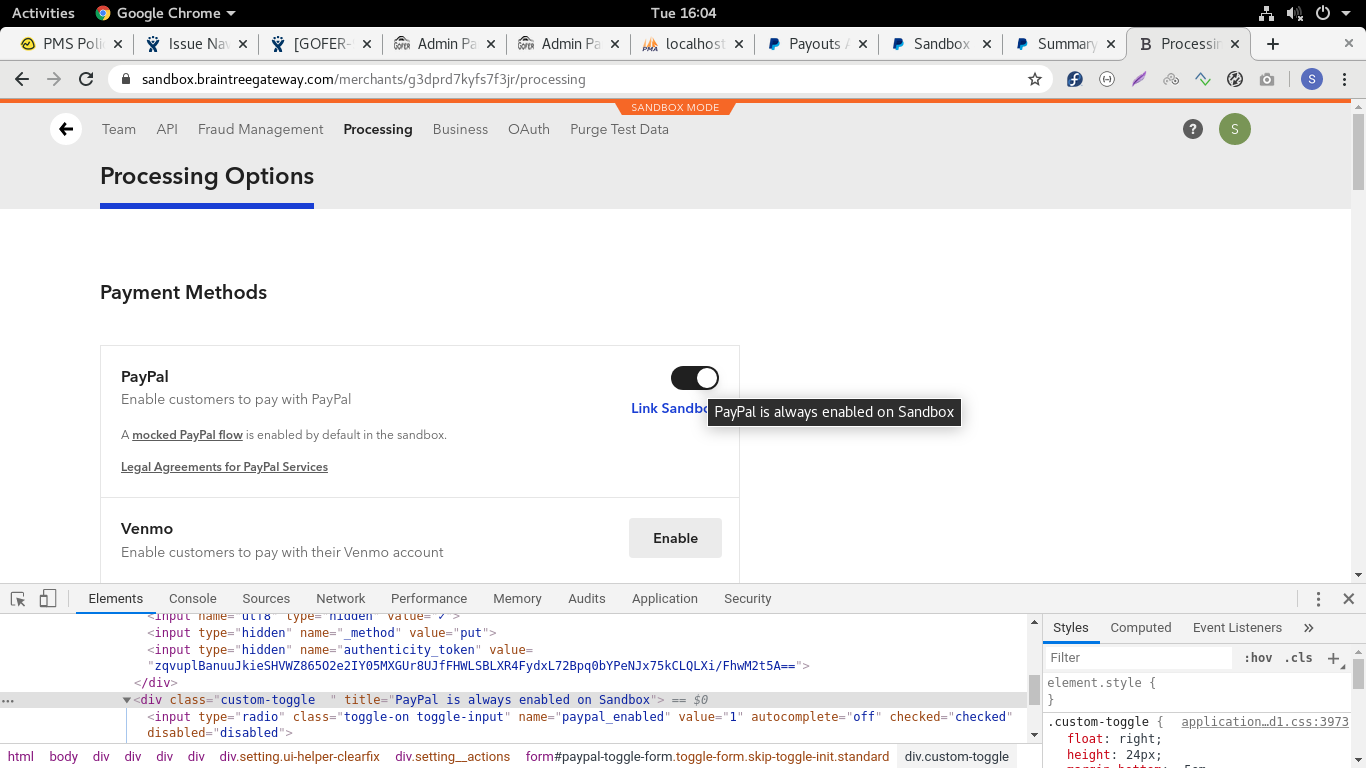 Activities Google Chrome Tue 16:04
PMS Poli Issue Nav [GOFER- Admin Pa Admin Pa localhost Payouts Sandbox Summary Processin
sandbox.braintreegateway.com/merchants/g3dprd7kyfs7f3jr/processing S
SANDBOX MODE
Team API Fraud Management Processing Business OAuth Purge Test Data ? S
Processing Options
Payment Methods
PayPal
Enable customers to pay with PayPal
Link Sandbo
PayPal is always enabled on Sandbox
A mocked PayPal flow is enabled by default in the sandbox.
Legal Agreements for PayPal Services
Venmo
Enable customers to pay with their Venmo account
Enable
Elements Console Sources Network Performance Memory Audits Application Security
<input name="utf8" type="hidden" value="✓">
<input type="hidden" name="_method" value="put">
<input type="hidden" name="authenticity_token" value=
"zqvuplBanuuJkieSHVWZ865O2e2IY05MXGUr8UJfFHWLSBLXR4FydxL72Bpq0bYPeNJx75kCLQLXi/FhwM2t5A==">
</div>
<div class="custom-toggle " title="PayPal is always enabled on Sandbox"> == $0
<input type="radio" class="toggle-on toggle-input" name="paypal_enabled" value="1" autocomplete="off" checked="checked"
disabled="disabled">
html body div div div div div.setting.ui-helper-clearfix div.setting__actions form#paypal-toggle-form.toggle-form.skip-toggle-init.standard div.custom-toggle
Styles Computed Event Listeners »
Filter :hov .cls +
element.style {
}
.custom-toggle { application…d1.css:3973
float: right;
height: 24px;
margin-bottom: .5em